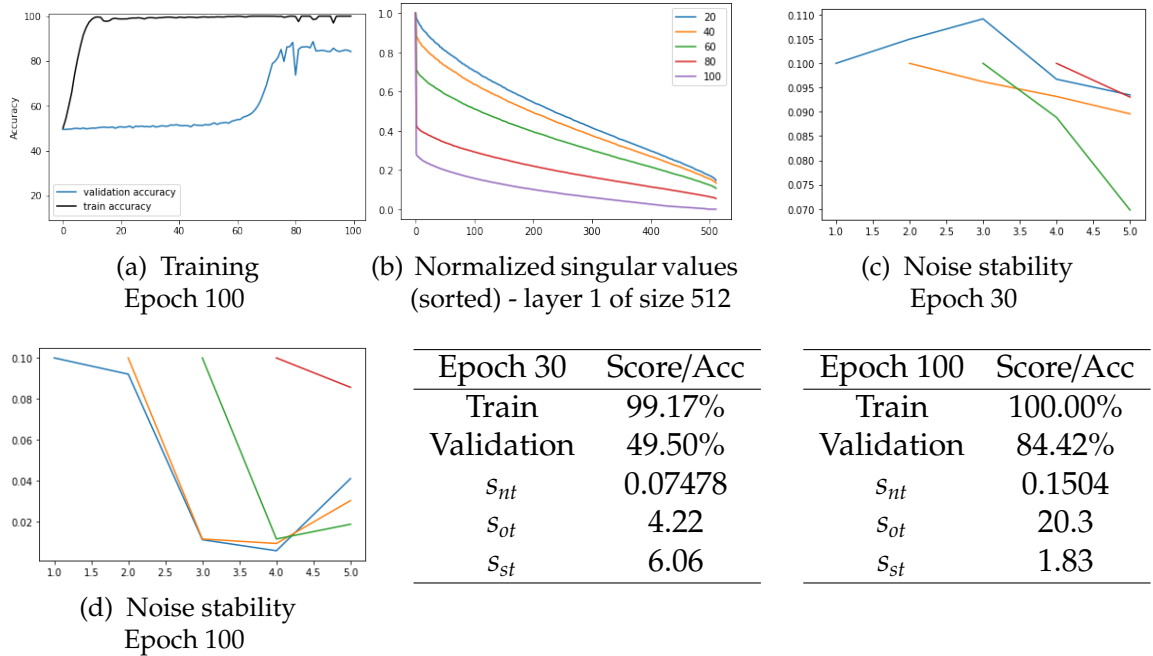 100
80
60
40
20
Accuracy
validation accuracy
train accuracy
0 20 40 60 80 100
(a) Training
Epoch 100
1.0
0.8
0.6
0.4
0.2
0.0
20
40
60
80
100
0 100 200 300 400 500
(b) Normalized singular values
(sorted) - layer 1 of size 512
0.110
0.105
0.100
0.095
0.090
0.085
0.080
0.075
0.070
1.0 1.5 2.0 2.5 3.0 3.5 4.0 4.5 5.0
(c) Noise stability
Epoch 30
0.10
0.08
0.06
0.04
0.02
1.0 1.5 2.0 2.5 3.0 3.5 4.0 4.5 5.0
(d) Noise stability
Epoch 100
Epoch 30 Score/Acc
Train 99.17%
Validation 49.50%
s_nt 0.07478
s_ot 4.22
s_st 6.06
Epoch 100 Score/Acc
Train 100.00%
Validation 84.42%
s_nt 0.1504
s_ot 20.3
s_st 1.83